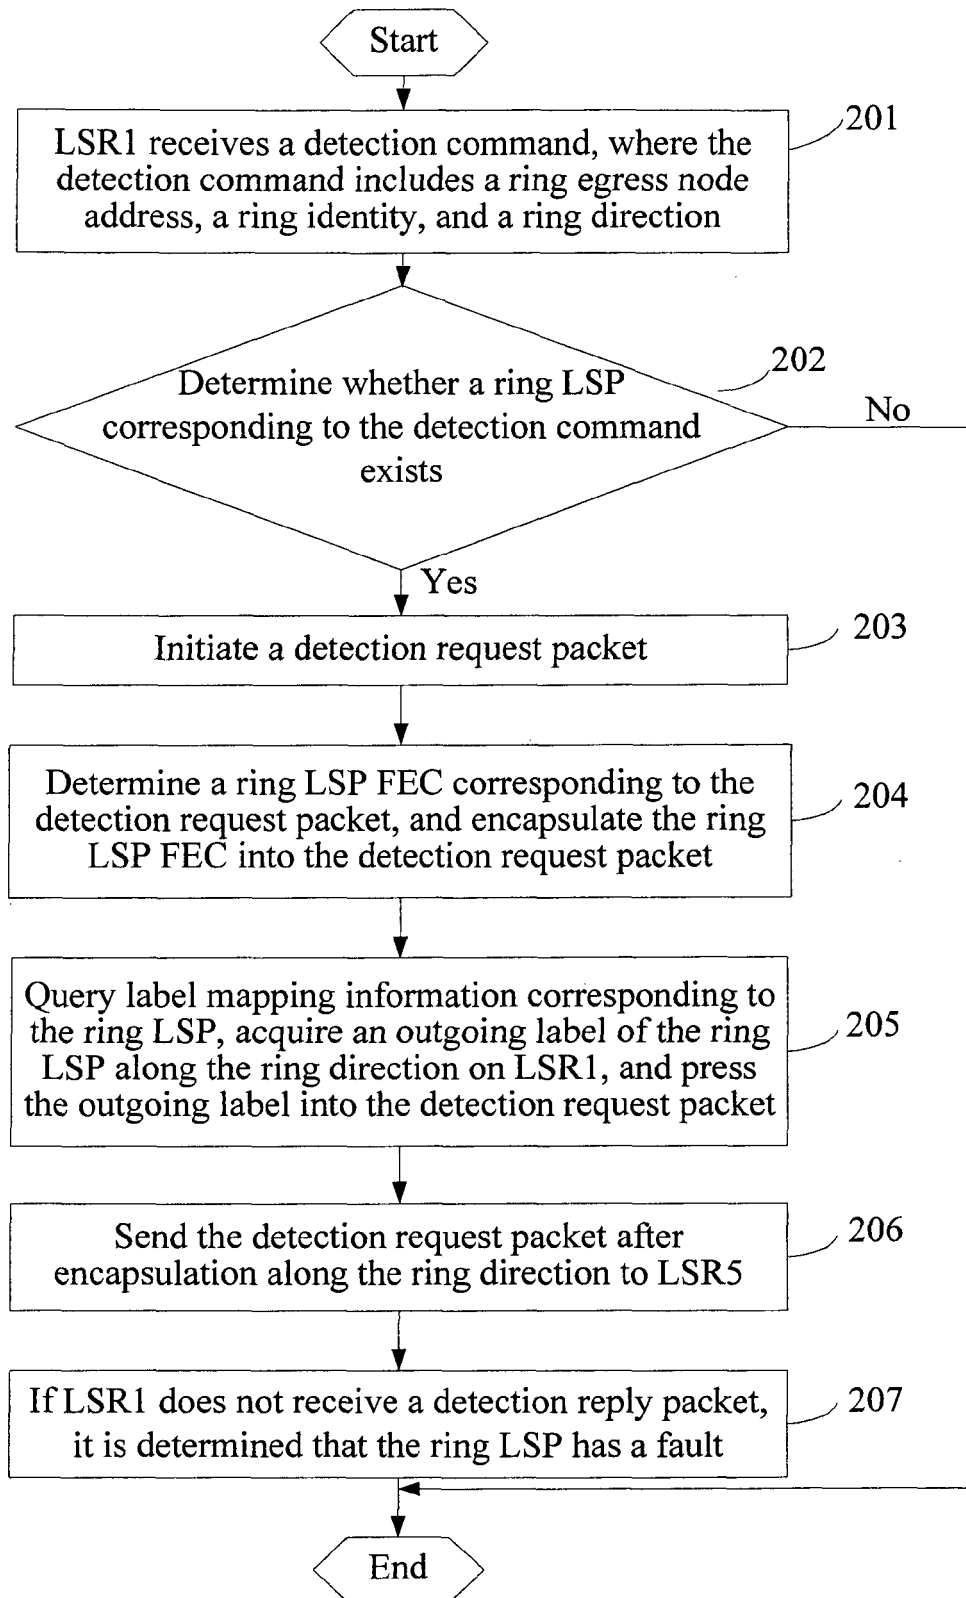 Start
201
LSR1 receives a detection command, where the
detection command includes a ring egress node
address, a ring identity, and a ring direction
202
Determine whether a ring LSP
corresponding to the detection command
exists
No
Yes
203
Initiate a detection request packet
204
Determine a ring LSP FEC corresponding to the
detection request packet, and encapsulate the ring
LSP FEC into the detection request packet
205
Query label mapping information corresponding to
the ring LSP, acquire an outgoing label of the ring
LSP along the ring direction on LSR1, and press
the outgoing label into the detection request packet
206
Send the detection request packet after
encapsulation along the ring direction to LSR5
207
If LSR1 does not receive a detection reply packet,
it is determined that the ring LSP has a fault
End